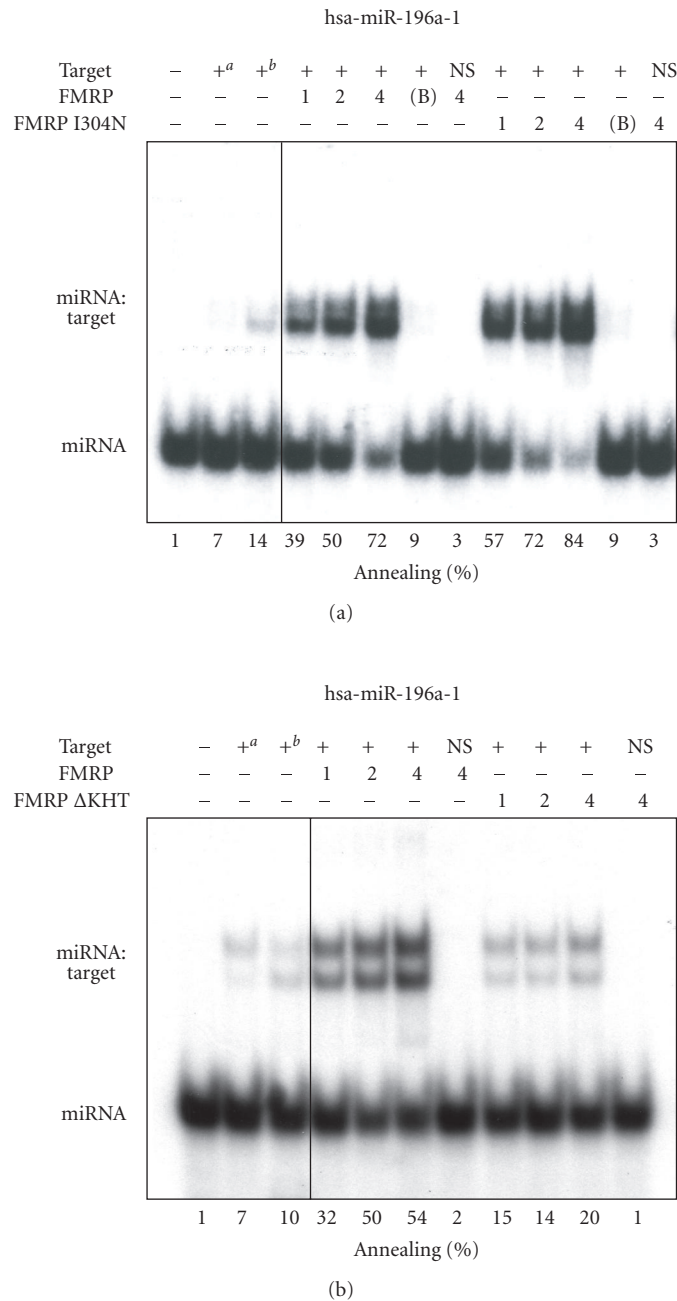 hsa-miR-196a-1
Target – +a +b + + + + NS + + + + NS
FMRP – – – 1 2 4 (B) 4 – – – – –
FMRP I304N – – – – – – – – 1 2 4 (B) 4
miRNA:
target
miRNA
1 7 14 39 50 72 9 3 57 72 84 9 3
Annealing (%)
(a)
hsa-miR-196a-1
Target – +a +b + + + NS + + + NS
FMRP – – – 1 2 4 4 – – – –
FMRP ΔKHT – – – – – – – 1 2 4 4
miRNA:
target
miRNA
1 7 10 32 50 54 2 15 14 20 1
Annealing (%)
(b)